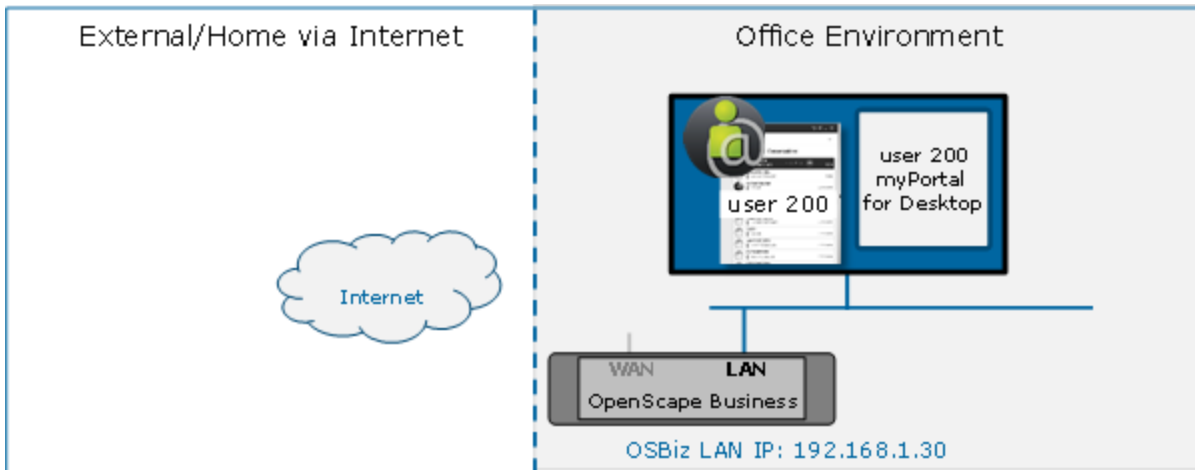 External/Home via Internet
Office Environment
@
user 200
user 200
myPortal
for Desktop
Internet
WAN
LAN
OpenScape Business
OSBiz LAN IP: 192.168.1.30